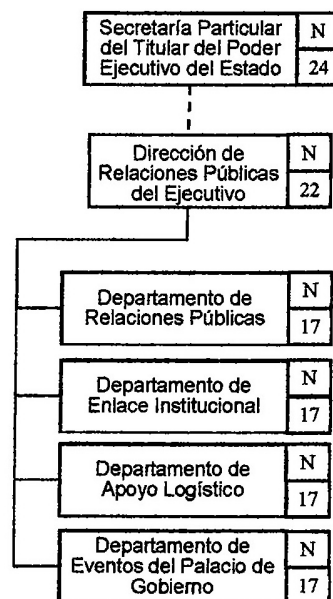 Secretaría Particular
del Titular del Poder
Ejecutivo del Estado
N
24
Dirección de
Relaciones Públicas
del Ejecutivo
N
22
Departamento de
Relaciones Públicas
N
17
Departamento de
Enlace Institucional
N
17
Departamento de
Apoyo Logístico
N
17
Departamento de
Eventos del Palacio de
Gobierno
N
17